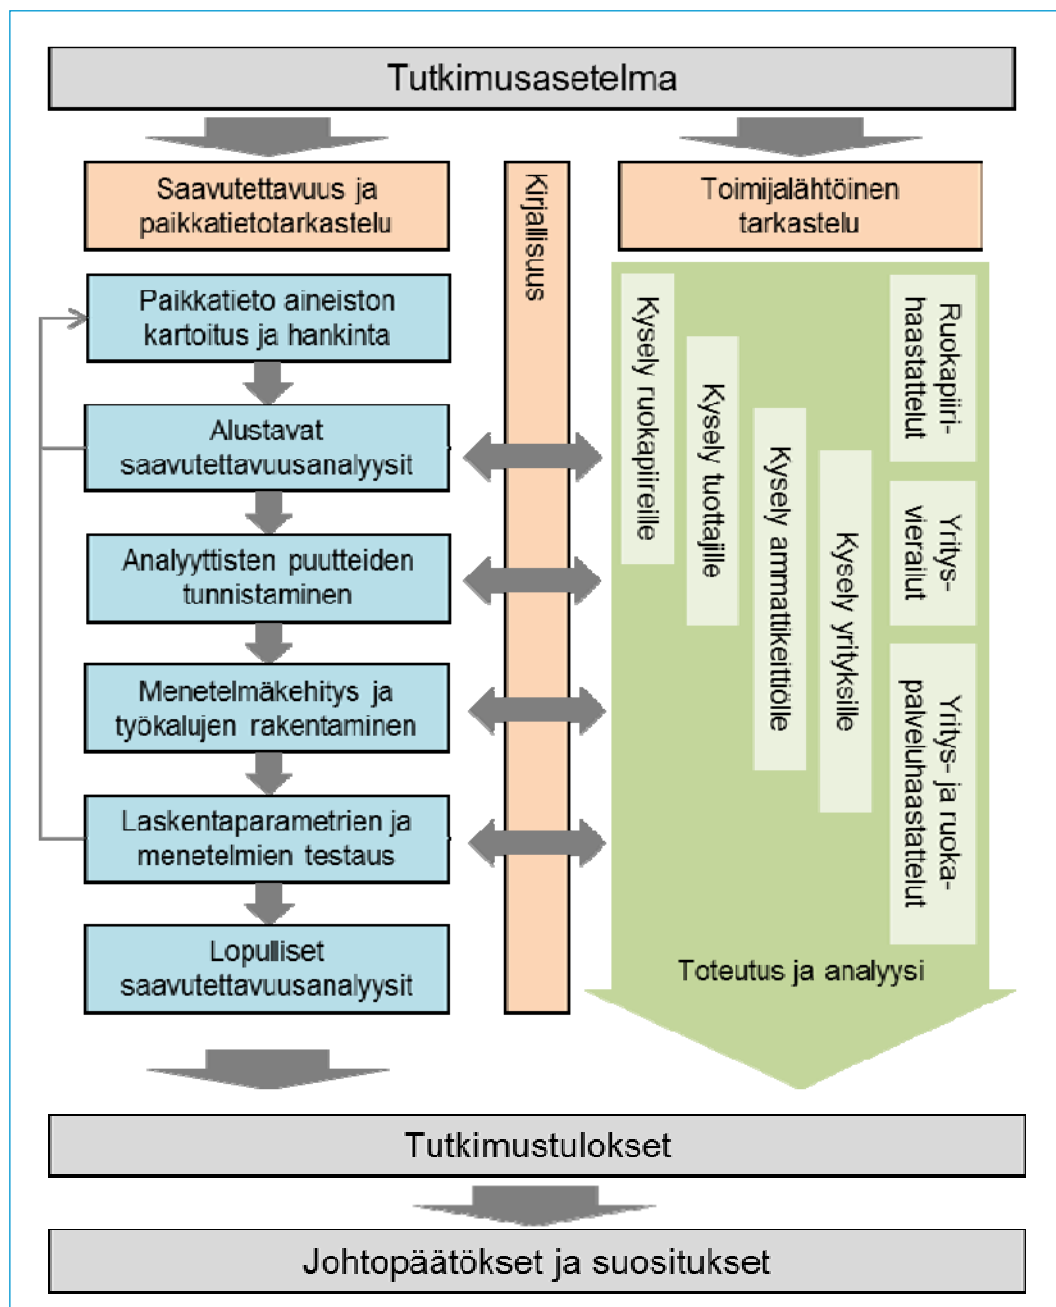 Tutkimusasetelma
Saavutettavuus ja
paikkatietotarkastelu
Kirjallisuus
Toimijalähtöinen
tarkastelu
Paikkatieto aineiston
kartoitus ja hankinta
Alustavat
saavutettavuusanalyysit
Analyyttisten puutteiden
tunnistaminen
Menetelmäkehitys ja
työkalujen rakentaminen
Laskentaparametrien ja
menetelmien testaus
Lopulliset
saavutettavuusanalyysit
Kysely ruokapiireille
Kysely tuottajille
Kysely ammattikeittiölle
Kysely yrityksille
Ruokapiiri-
haastattelut
Yritys-
vierailut
Yritys- ja ruoka-
palveluhaastattelut
Toteutus ja analyysi
Tutkimustulokset
Johtopäätökset ja suositukset